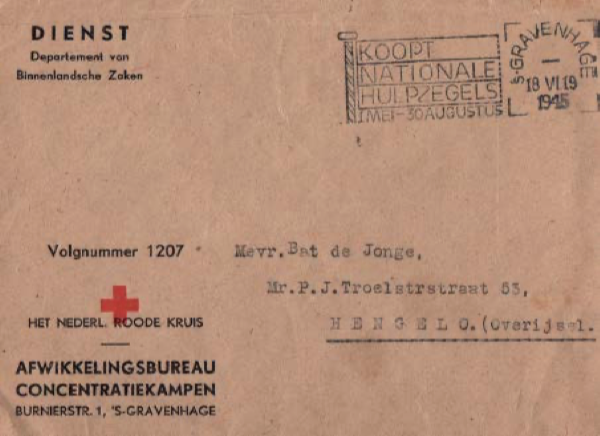 DIENST
Departement van
Binnenlandsche Zaken
KOOPT
NATIONALE
HULPZEGELS
1 MEI-30 AUGUSTUS
'S-GRAVENHAGE
18 VI.19
1945
Volgnummer 1207
Mevr.Bat de Jonge,
Mr.P.J.Troelstrstraat 53,
HENGEL O.(Overijsel.
HET NEDERL. ROODE KRUIS
AFWIKKELINGSBUREAU
CONCENTRATIEKAMPEN
BURNIERSTR. 1, 'S-GRAVENHAGE